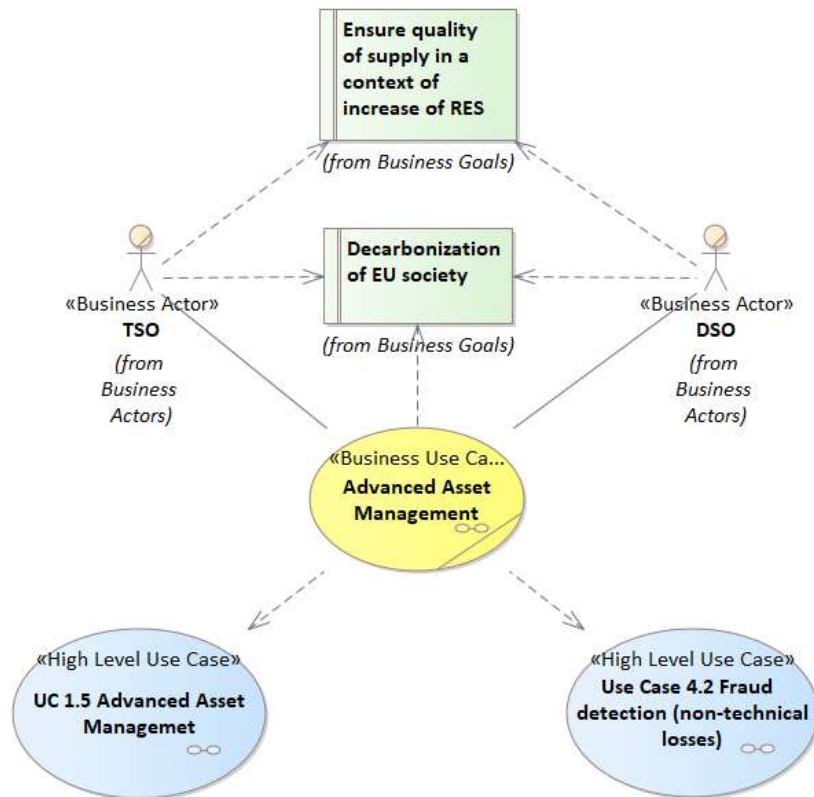 Ensure quality
of supply in a
context of
increase of RES
(from Business Goals)
Decarbonization
of EU society
(from Business Goals)
«Business Actor»
TSO
(from
Business
Actors)
«Business Actor»
DSO
(from
Business
Actors)
«Business Use Ca...
Advanced Asset
Management
«High Level Use Case»
UC 1.5 Advanced Asset
Managemet
«High Level Use Case»
Use Case 4.2 Fraud
detection (non-technical
losses)